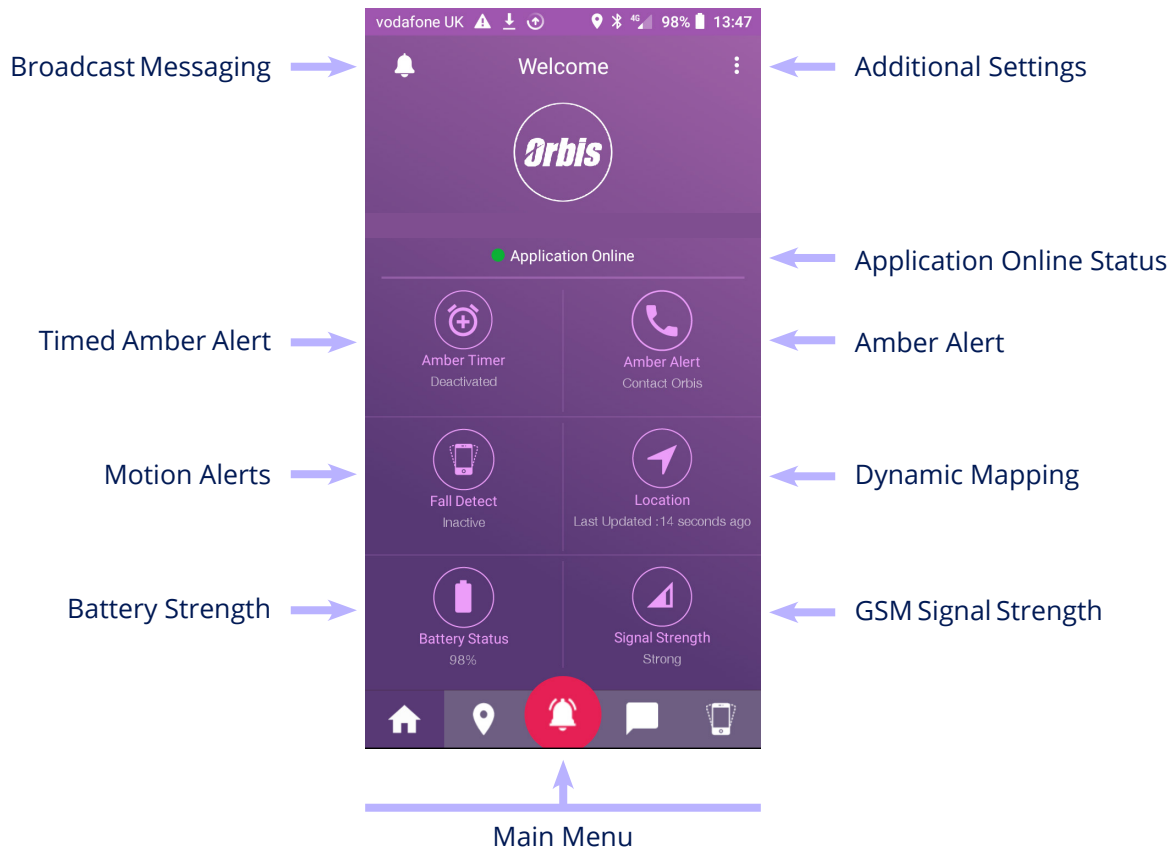 vodafone UK 4G 98% 13:47
Broadcast Messaging
Welcome
Additional Settings
Orbis
Application Online
Application Online Status
Timed Amber Alert
Amber Timer
Deactivated
Amber Alert
Contact Orbis
Amber Alert
Motion Alerts
Fall Detect
Inactive
Location
Last Updated :14 seconds ago
Dynamic Mapping
Battery Strength
Battery Status
98%
Signal Strength
Strong
GSM Signal Strength
Main Menu